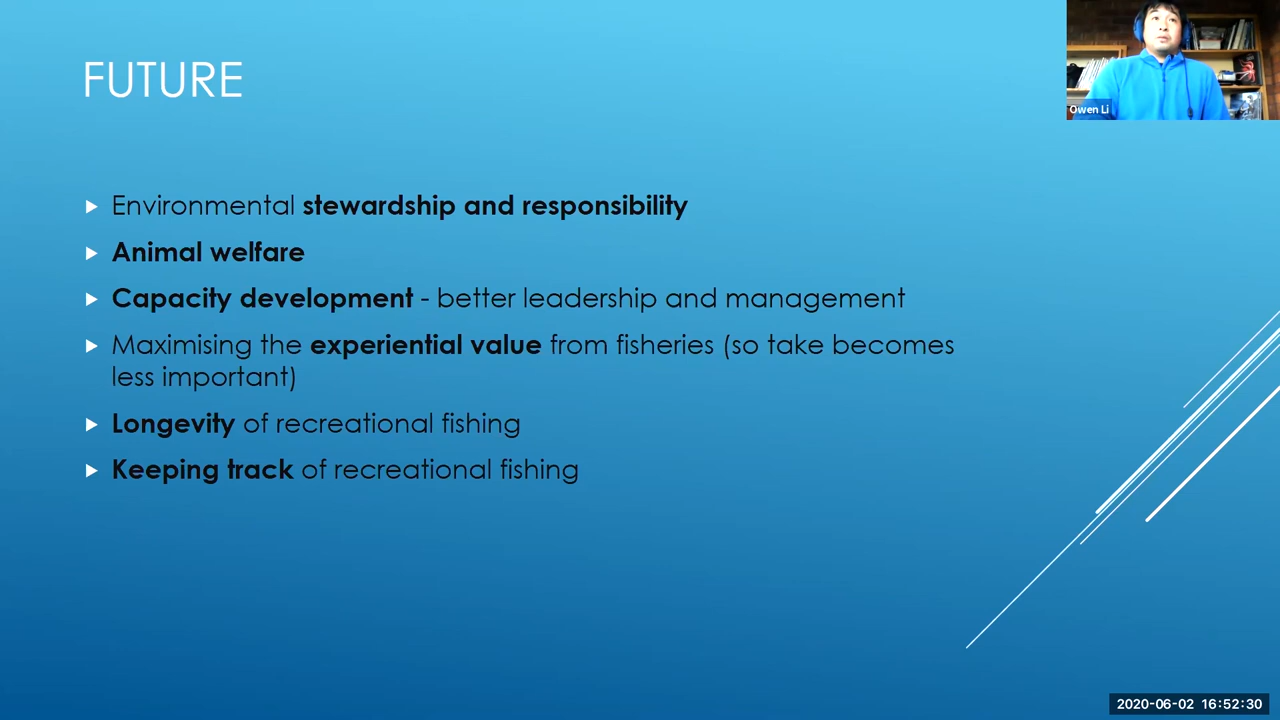 FUTURE
Owen Li
Environmental stewardship and responsibility
Animal welfare
Capacity development - better leadership and management
Maximising the experiential value from fisheries (so take becomes
less important)
Longevity of recreational fishing
Keeping track of recreational fishing
2020-06-02 16:52:30